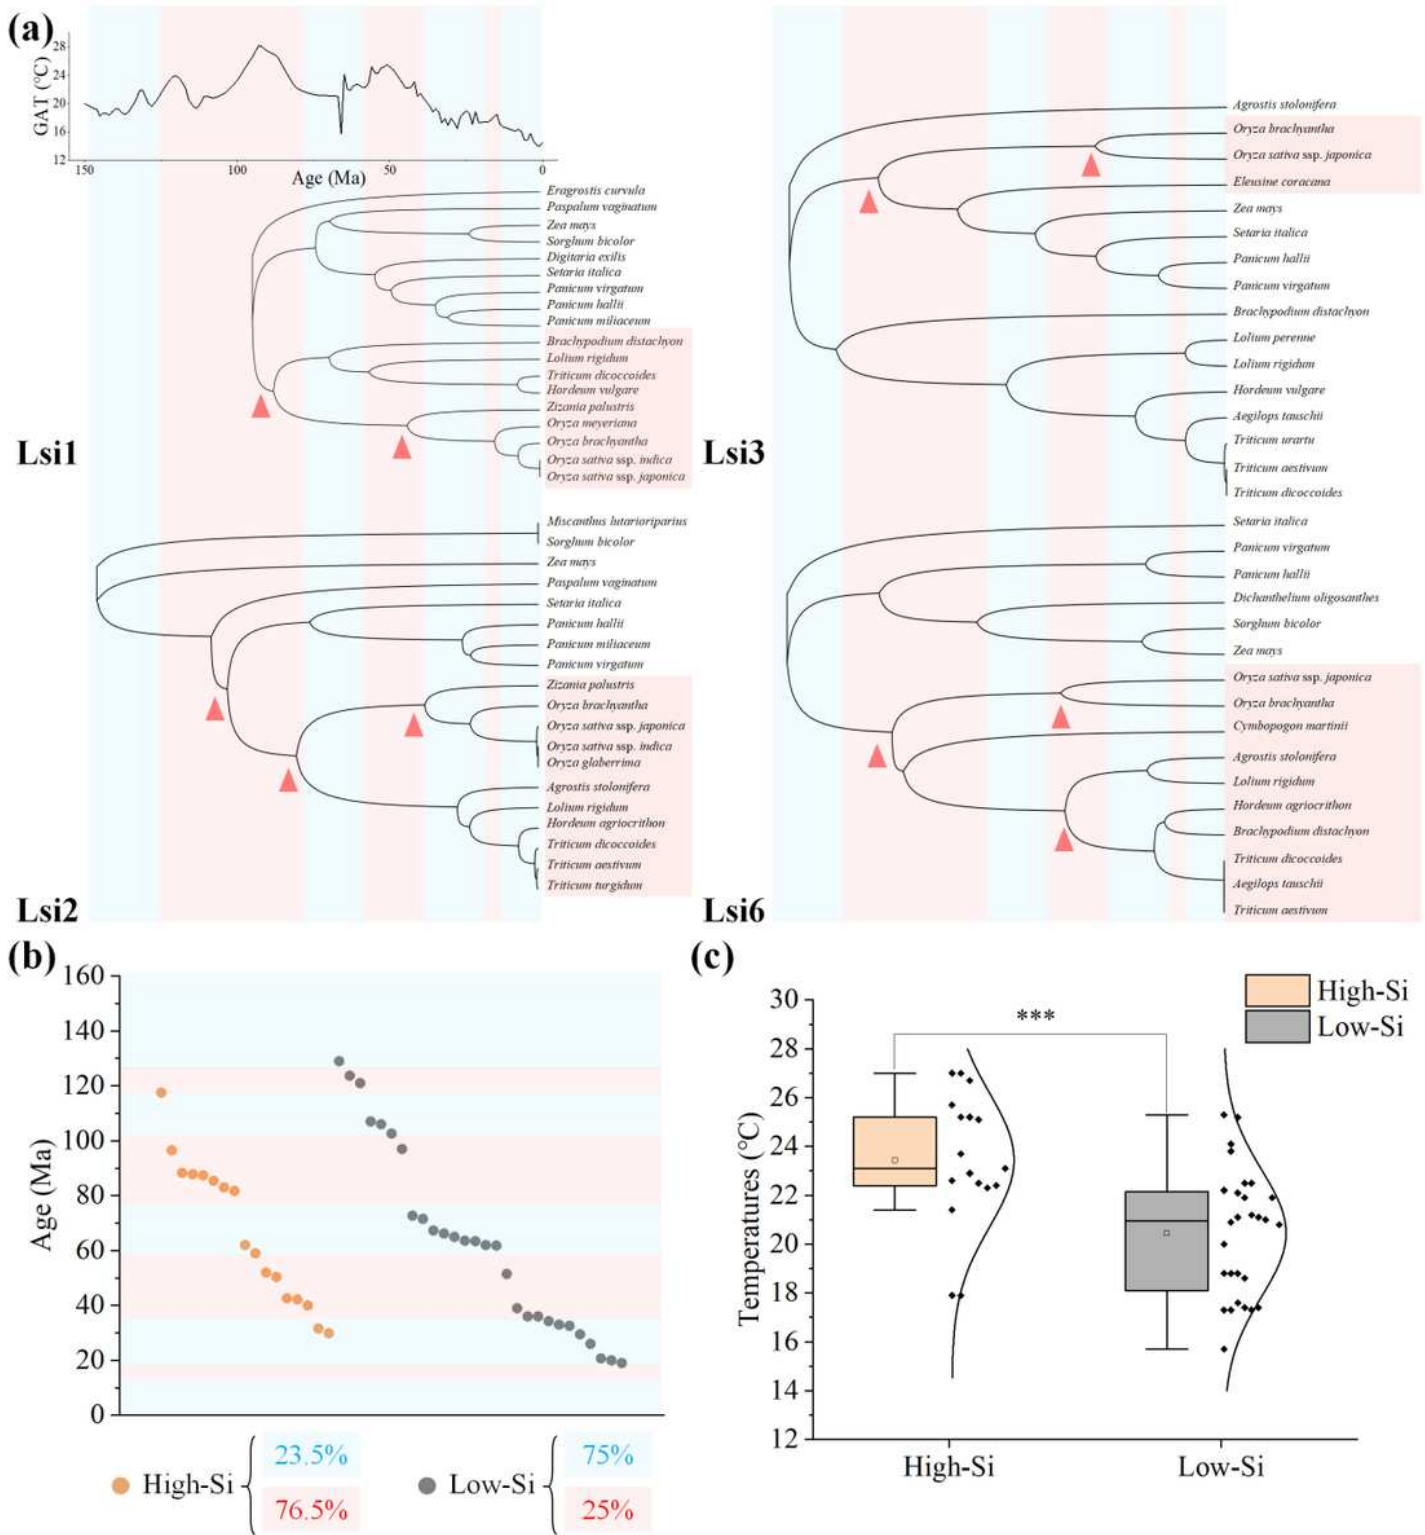 (a)
GAT (°C)
28
24
20
16
12
150
100
50
0
Age (Ma)
Eragrostis curvula
Paspalum vaginatum
Zea mays
Sorghum bicolor
Digitaria exilis
Setaria italica
Panicum virgatum
Panicum hallii
Panicum miliaceum
Brachypodium distachyon
Lolium rigidum
Triticum dicoccoides
Hordeum vulgare
Zizania palustris
Oryza meyeriana
Oryza brachyantha
Oryza sativa ssp. indica
Oryza sativa ssp. japonica
Lsi1
Agrostis stolonifera
Oryza brachyantha
Oryza sativa ssp. japonica
Eleusine coracana
Zea mays
Setaria italica
Panicum hallii
Panicum virgatum
Brachypodium distachyon
Lolium perenne
Lolium rigidum
Hordeum vulgare
Aegilops tauschii
Triticum urartu
Triticum aestivum
Triticum dicoccoides
Lsi3
Miscanthus lutarioriparius
Sorghum bicolor
Zea mays
Paspalum vaginatum
Setaria italica
Panicum hallii
Panicum miliaceum
Panicum virgatum
Zizania palustris
Oryza brachyantha
Oryza sativa ssp. japonica
Oryza sativa ssp. indica
Oryza glaberrima
Agrostis stolonifera
Lolium rigidum
Hordeum agriocrithon
Triticum dicoccoides
Triticum aestivum
Triticum turgidum
Lsi2
Setaria italica
Panicum virgatum
Panicum hallii
Dichanthelium oligosanthes
Sorghum bicolor
Zea mays
Oryza sativa ssp. japonica
Oryza brachyantha
Cymbopogon martinii
Agrostis stolonifera
Lolium rigidum
Hordeum agriocrithon
Brachypodium distachyon
Triticum dicoccoides
Aegilops tauschii
Triticum aestivum
Lsi6
(b)
Age (Ma)
160
140
120
100
80
60
40
20
0
High-Si
23.5%
76.5%
Low-Si
75%
25%
(c)
High-Si
Low-Si
***
Temperatures (°C)
30
28
26
24
22
20
18
16
14
12
High-Si
Low-Si